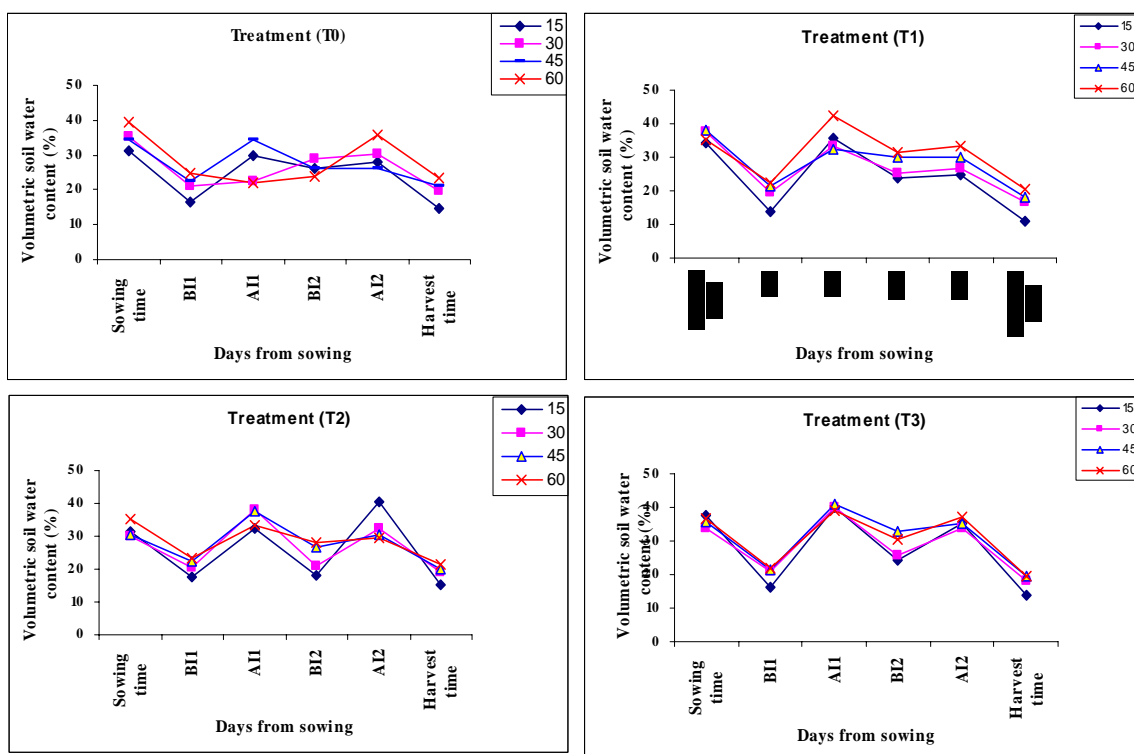 Treatment (T0)
15
30
45
60
Volumetric soil water
content (%)
50
40
30
20
10
0
Sowing
time
BI1
AI1
BI2
AI2
Harvest
time
Days from sowing
Treatment (T1)
15
30
45
60
Volumetric soil water
content (%)
50
40
30
20
10
0
Days from sowing
Treatment (T2)
15
30
45
60
Volumetric soil water
content (%)
50
40
30
20
10
0
Sowing
time
BI1
AI1
BI2
AI2
Harvest
time
Days from sowing
Treatment (T3)
15
30
45
60
Volumetric soil water
content (%)
50
40
30
20
10
0
Sowing
time
BI1
AI1
BI2
AI2
Harvest
time
Days from sowing